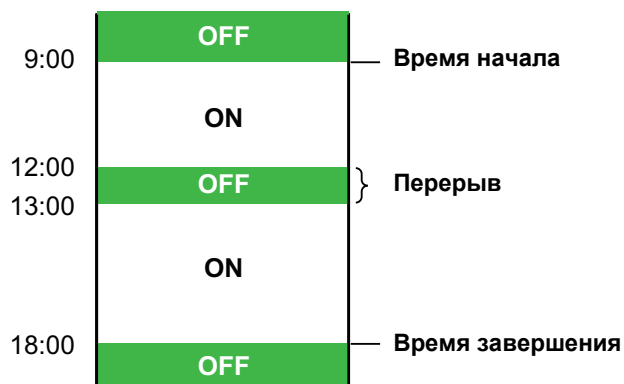 OFF
9:00 Время начала
ON
12:00
OFF Перерыв
13:00
ON
18:00 Время завершения
OFF